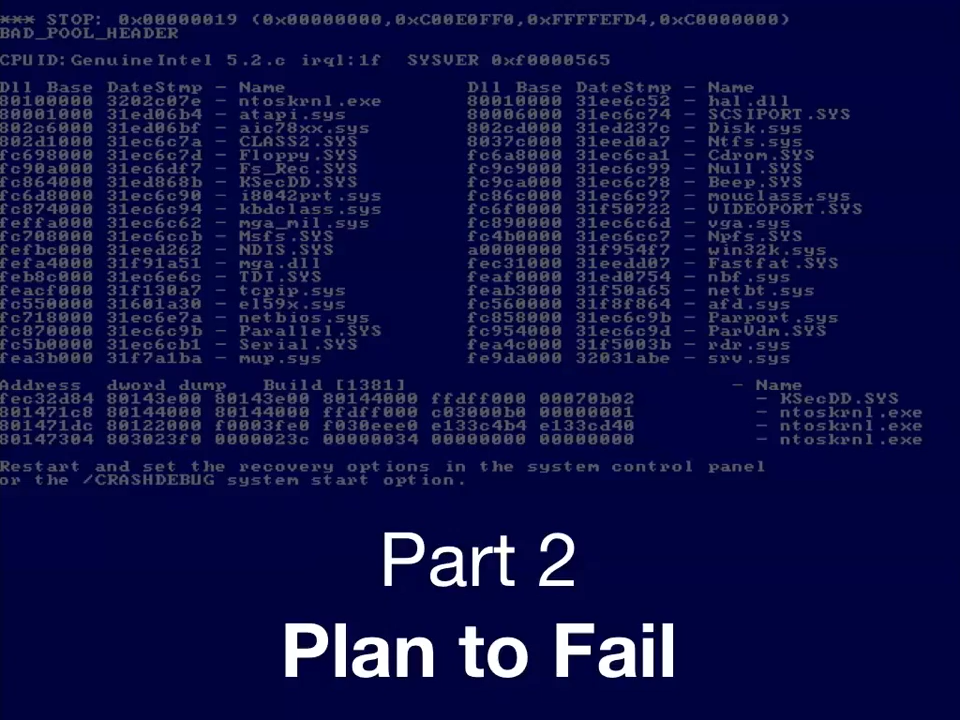 *** STOP: 0x00000019 (0x00000000,0xC00E0FF0,0xFFFFEFD4,0xC0000000)
BAD_POOL_HEADER
CPUID:GenuineIntel 5.2.c irql:1f SYSVER 0xf0000565
Dll Base DateStmp - Name Dll Base DateStmp - Name
80100000 3202c07e - ntoskrnl.exe 80010000 31ee6c52 - hal.dll
80001000 31ed06b4 - atapi.sys 80006000 31ec6c74 - SCSIPORT.SYS
802c6000 31ed06bf - aic78xx.sys 802cd000 31ed237c - Disk.sys
802d1000 31ec6c7a - CLASS2.SYS 8037c000 31eed0a7 - Ntfs.sys
fc698000 31ec6c7d - Floppy.SYS fc6a8000 31ec6ca1 - Cdrom.SYS
fc90a000 31ec6df7 - Fs_Rec.SYS fc9c9000 31ec6c99 - Null.SYS
fc864000 31ed868b - KSecDD.SYS fc9ca000 31ec6c78 - Beep.SYS
fc6d8000 31ec6c90 - i8042prt.sys fc86c000 31ec6c97 - mouclass.sys
fc874000 31ec6c94 - kbdclass.sys fc6f0000 31f50722 - VIDEOPORT.SYS
feffa000 31ec6c62 - mga_mil.sys fc890000 31ec6c6d - vga.sys
fc708000 31ec6ccb - Msfs.SYS fc4b0000 31ec6cc7 - Npfs.SYS
fefbc000 31eed262 - NDIS.SYS a0000000 31f954f7 - win32k.sys
fefa4000 31f91a51 - mga.dll fec31000 31eedd07 - Fastfat.SYS
feb8c000 31ec6e6c - TDI.SYS feaf0000 31ed0754 - nbf.sys
feacf000 31f130a7 - tcpip.sys feab3000 31f50a65 - netbt.sys
fc550000 31601a30 - el59x.sys fc560000 31f8f864 - afd.sys
fc718000 31ec6e7a - netbios.sys fc858000 31ec6c9b - Parport.sys
fc870000 31ec6c9b - Parallel.SYS fc954000 31ec6c9d - ParVdm.SYS
fc5b0000 31ec6cb1 - Serial.SYS fea4c000 31f5003b - rdr.sys
fea3b000 31f7a1ba - mup.sys fe9da000 32031abe - srv.sys
Address dword dump Build [1381] - Name
fec32d84 80143e00 80143e00 80144000 ffdff000 00070b02 - KSecDD.SYS
801471c8 80144000 80144000 ffdff000 c03000b0 00000001 - ntoskrnl.exe
801471dc 80122000 f0003fe0 f030eee0 e133c4b4 e133cd40 - ntoskrnl.exe
80147304 803023f0 0000023c 00000034 00000000 00000000 - ntoskrnl.exe
Restart and set the recovery options in the system control panel
or the /CRASHDEBUG system start option.
Part 2
Plan to Fail